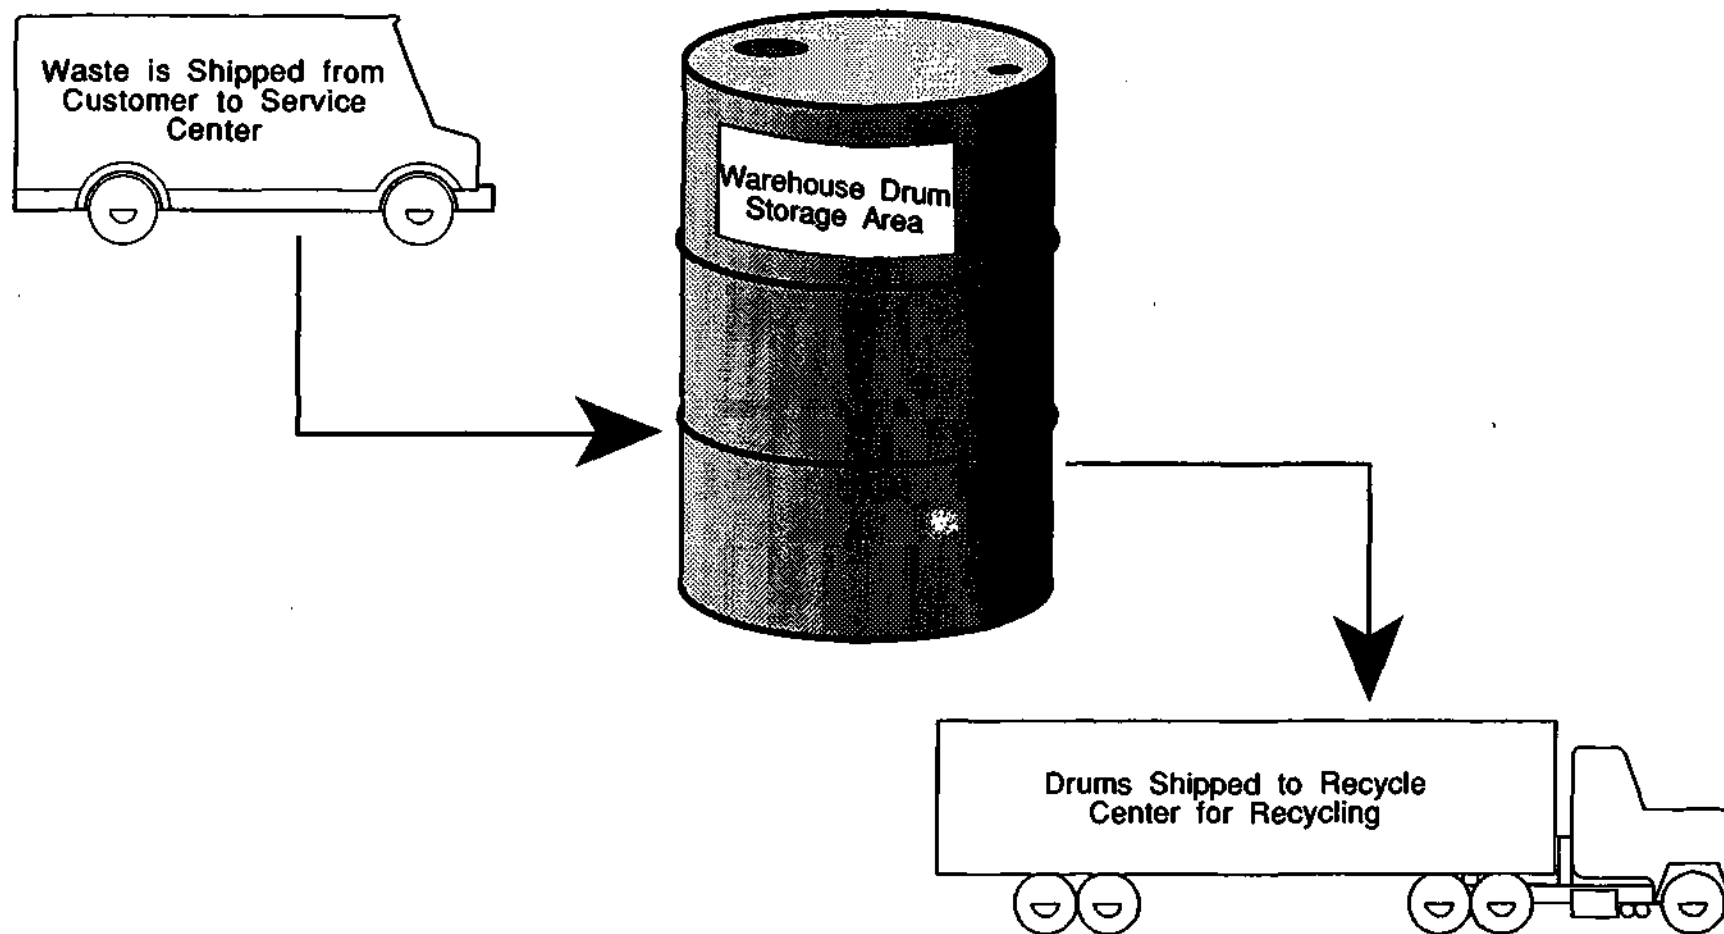 Waste is Shipped from
Customer to Service
Center
Warehouse Drum
Storage Area
Drums Shipped to Recycle
Center for Recycling